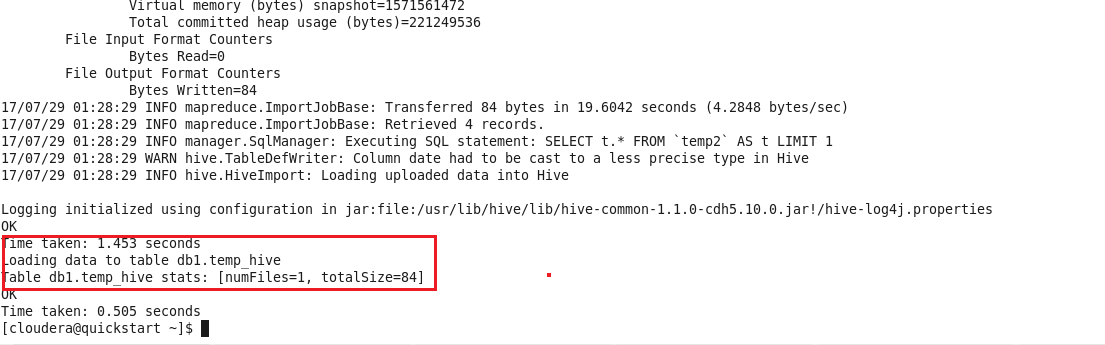 Virtual memory (bytes) snapshot=1571561472
Total committed heap usage (bytes)=221249536
File Input Format Counters
Bytes Read=0
File Output Format Counters
Bytes Written=84
17/07/29 01:28:29 INFO mapreduce.ImportJobBase: Transferred 84 bytes in 19.6042 seconds (4.2848 bytes/sec)
17/07/29 01:28:29 INFO mapreduce.ImportJobBase: Retrieved 4 records.
17/07/29 01:28:29 INFO manager.SqlManager: Executing SQL statement: SELECT t.* FROM `temp2` AS t LIMIT 1
17/07/29 01:28:29 WARN hive.TableDefWriter: Column date had to be cast to a less precise type in Hive
17/07/29 01:28:29 INFO hive.HiveImport: Loading uploaded data into Hive
Logging initialized using configuration in jar:file:/usr/lib/hive/lib/hive-common-1.1.0-cdh5.10.0.jar!/hive-log4j.properties
OK
Time taken: 1.453 seconds
Loading data to table db1.temp_hive
Table db1.temp_hive stats: [numFiles=1, totalSize=84]
OK
Time taken: 0.505 seconds
[cloudera@quickstart ~]$